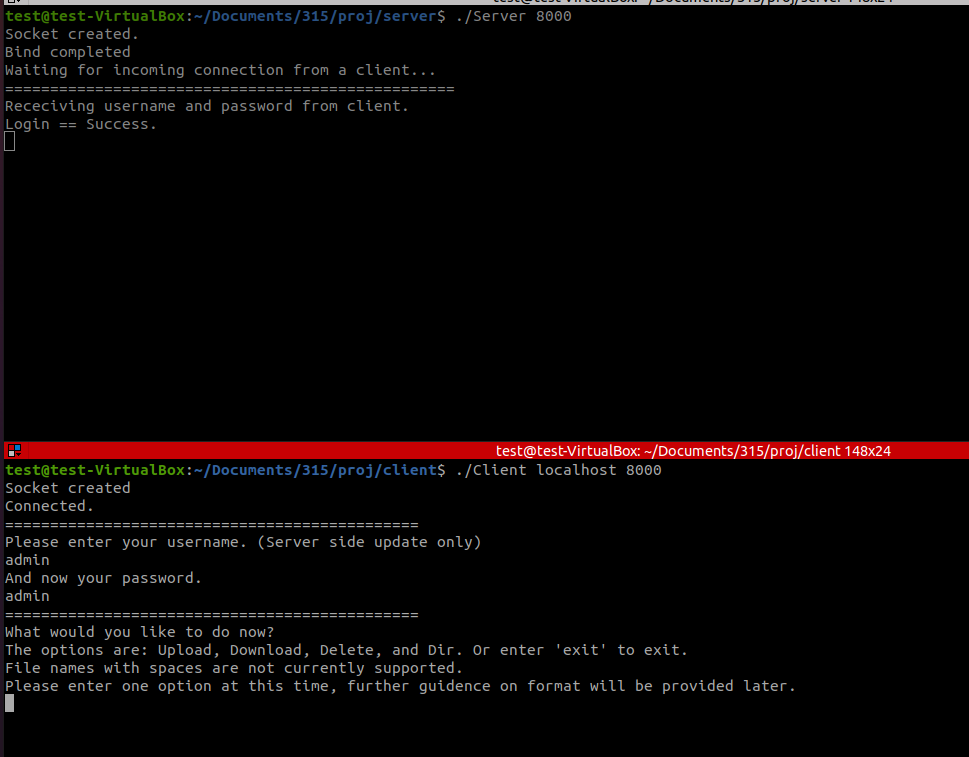 test@test-VirtualBox: ~/Documents/315/proj/server 148x24
test@test-VirtualBox:~/Documents/315/proj/server$ ./Server 8000
Socket created.
Bind completed
Waiting for incoming connection from a client...
==================================================
Receciving username and password from client.
Login == Success.
test@test-VirtualBox: ~/Documents/315/proj/client 148x24
test@test-VirtualBox:~/Documents/315/proj/client$ ./Client localhost 8000
Socket created
Connected.
==============================================
Please enter your username. (Server side update only)
admin
And now your password.
admin
==============================================
What would you like to do now?
The options are: Upload, Download, Delete, and Dir. Or enter 'exit' to exit.
File names with spaces are not currently supported.
Please enter one option at this time, further guidence on format will be provided later.